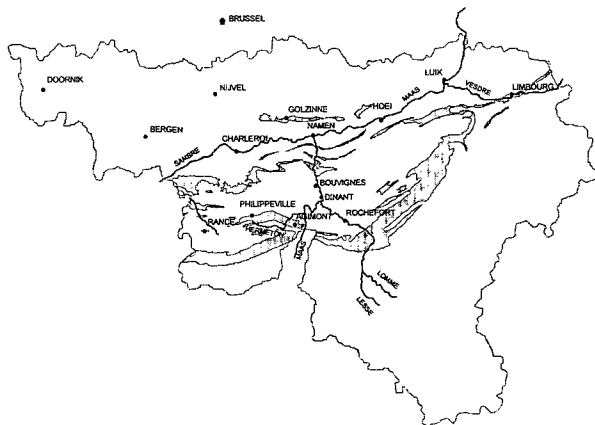 BRUSSEL
DOORNIK
NIJVEL
LUIK
VESDRE
LIMBOURG
MAAS
HOEI
GOLZINNE
BERGEN
NAMEN
CHARLEROI
SAMBRE
BOUVIGNES
DINANT
PHILIPPEVILLE
ROCHEFORT
RANCE
AGIMONT
HERMETON
MAAS
LOMME
LESSE